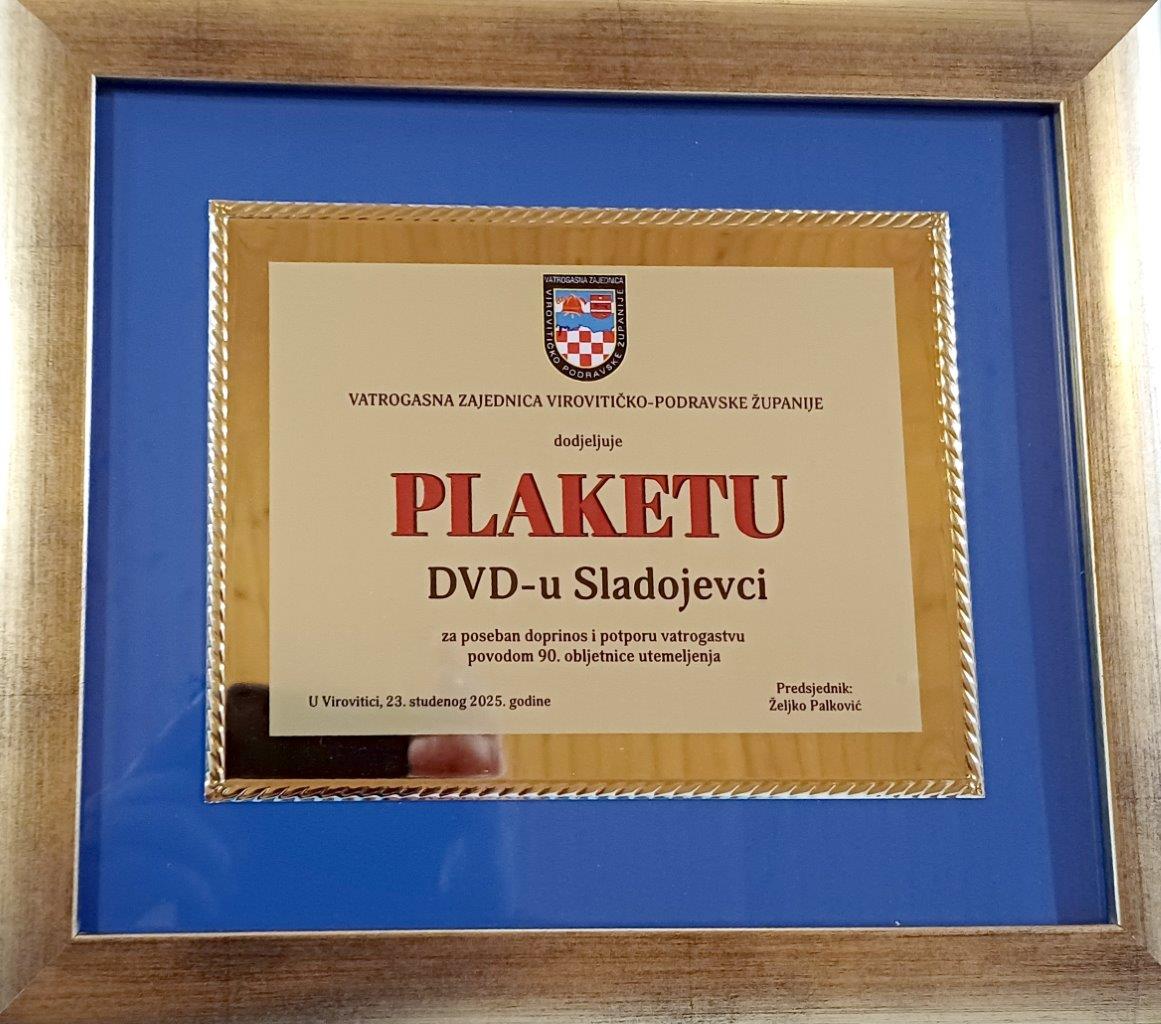 VATROGASNA ZAJEDNICA
VIROVITIČKO PODRAVSKE ŽUPANIJE
VATROGASNA ZAJEDNICA VIROVITIČKO-PODRAVSKE ŽUPANIJE
dodjeljuje
PLAKETU
DVD-u Sladojevci
za poseban doprinos i potporu vatrogastvu
povodom 90. obljetnice utemeljenja
U Virovitici, 23. studenog 2025. godine
Predsjednik:
Željko Palković